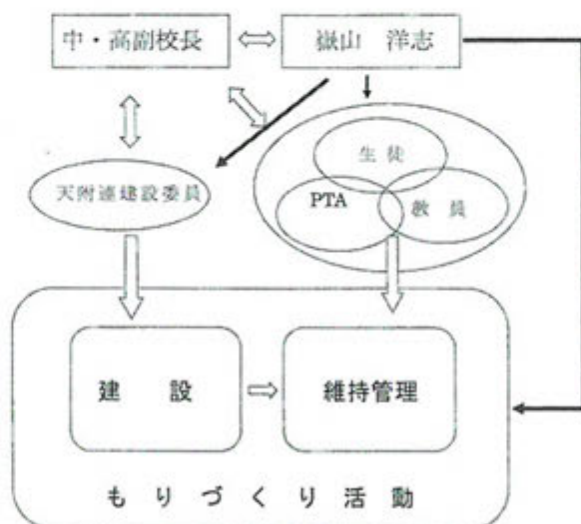 中・高副校長
嶽山 洋志
生徒
PTA
教員
天附連建設委員
建設
維持管理
もりづくり活動